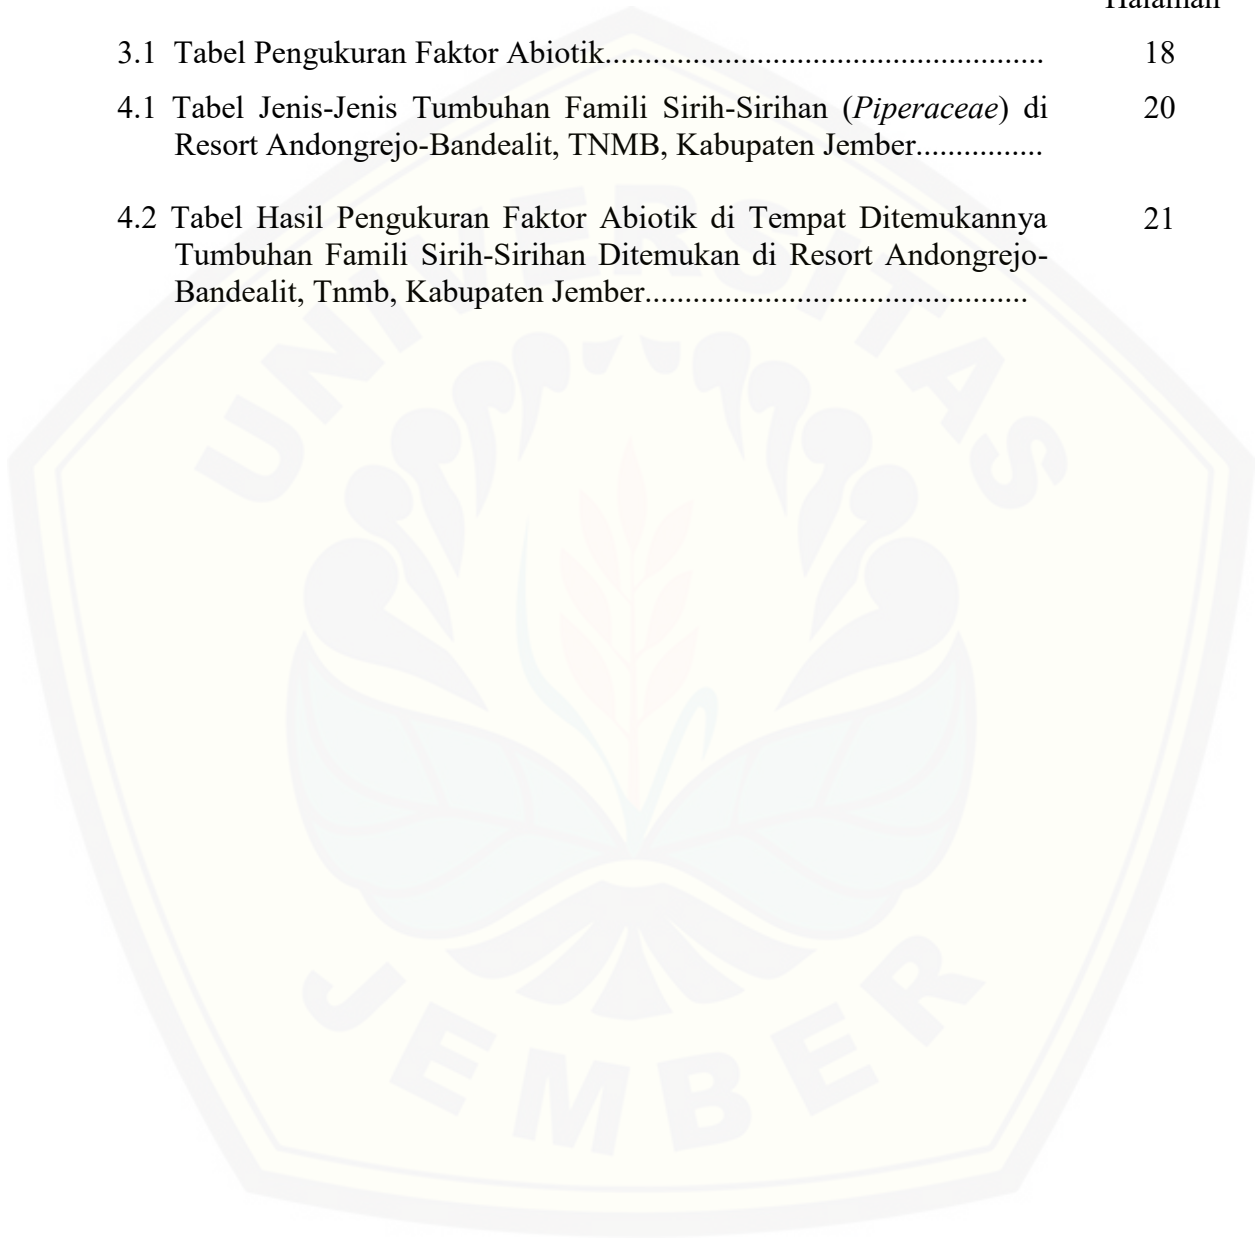 Halaman
3.1 Tabel Pengukuran Faktor Abiotik....................................................... 18
4.1 Tabel Jenis-Jenis Tumbuhan Famili Sirih-Sirihan (Piperaceae) di 20
Resort Andongrejo-Bandealit, TNMB, Kabupaten Jember................
4.2 Tabel Hasil Pengukuran Faktor Abiotik di Tempat Ditemukannya 21
Tumbuhan Famili Sirih-Sirihan Ditemukan di Resort Andongrejo-
Bandealit, Tnmb, Kabupaten Jember................................................
UNIVERSITAS
JEMBER